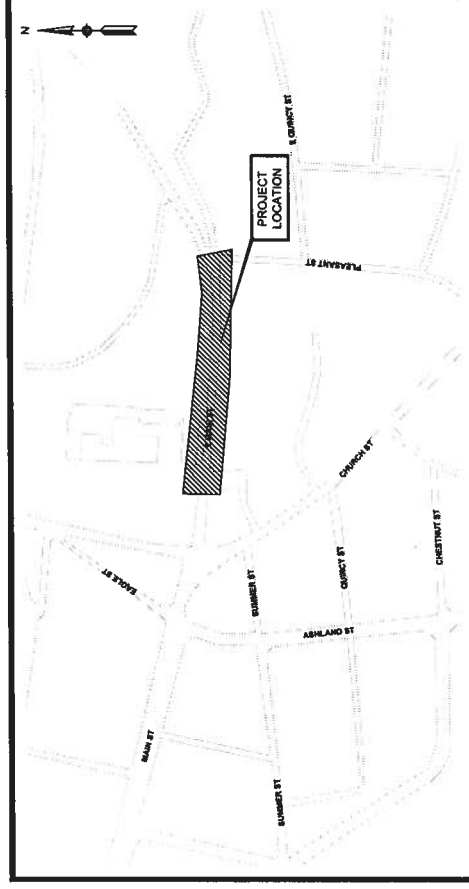 N
PROJECT
LOCATION
E QUINCY ST
PLEASANT ST
EAGLE ST
MAIN ST
SUMMER ST
CHURCH ST
QUINCY ST
ASHLAND ST
CHESTNUT ST
SUMMER ST